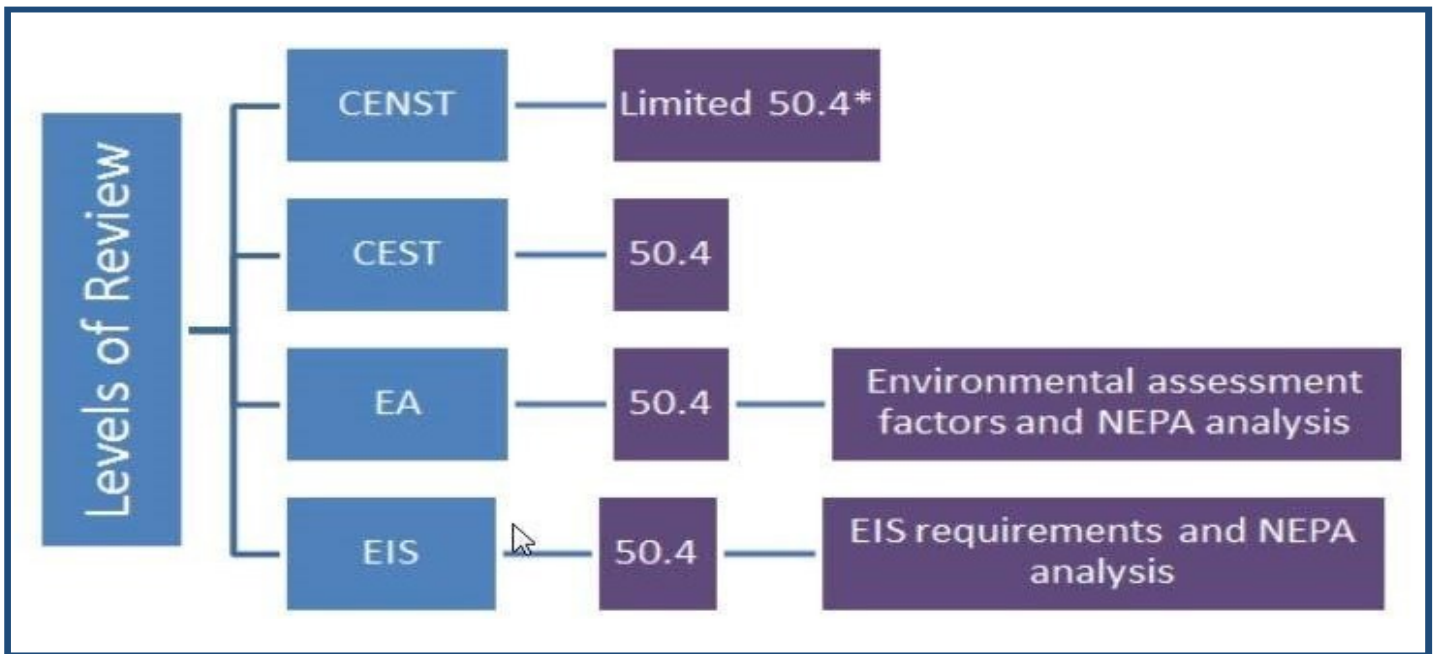 Levels of Review
CENST
Limited 50.4*
CEST
50.4
EA
50.4
Environmental assessment
factors and NEPA analysis
EIS
50.4
EIS requirements and NEPA
analysis